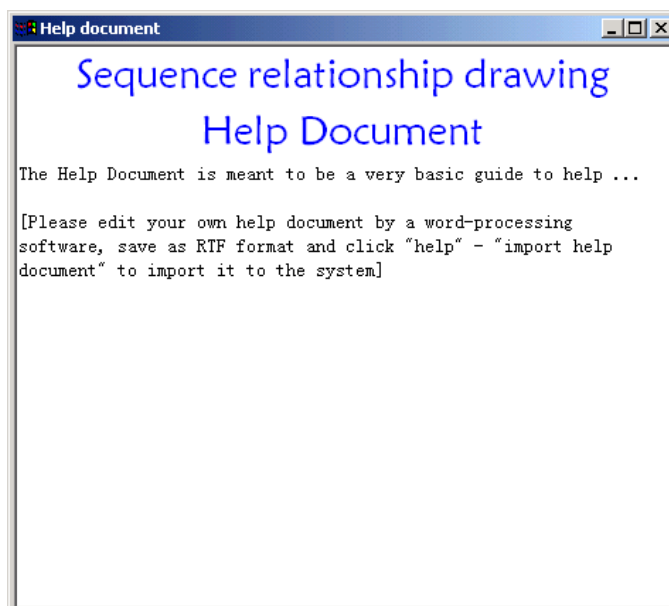 Help document
Sequence relationship drawing
Help Document
The Help Document is meant to be a very basic guide to help ...
[Please edit your own help document by a word-processing
software, save as RTF format and click "help" - "import help
document" to import it to the system]